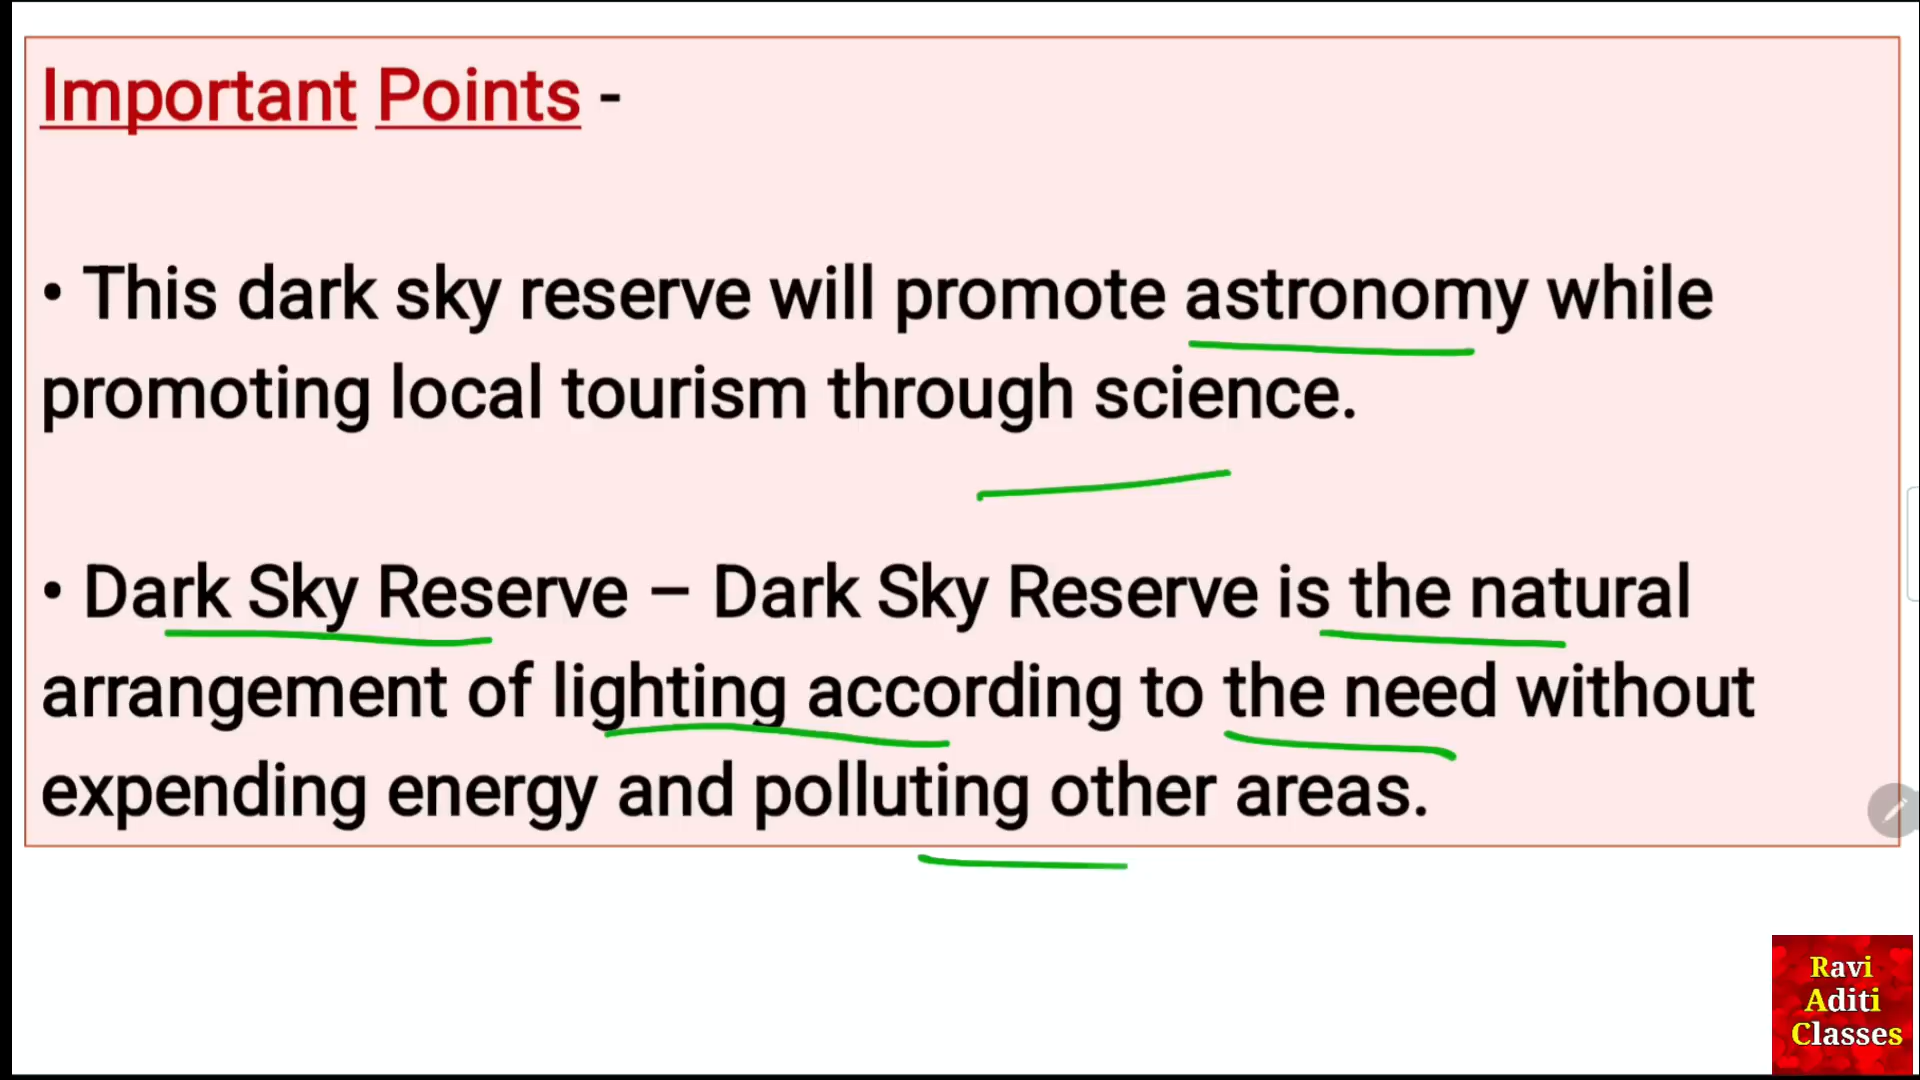 Important Points -
• This dark sky reserve will promote astronomy while
promoting local tourism through science.
• Dark Sky Reserve – Dark Sky Reserve is the natural
arrangement of lighting according to the need without
expending energy and polluting other areas.
Ravi
Aditi
Classes